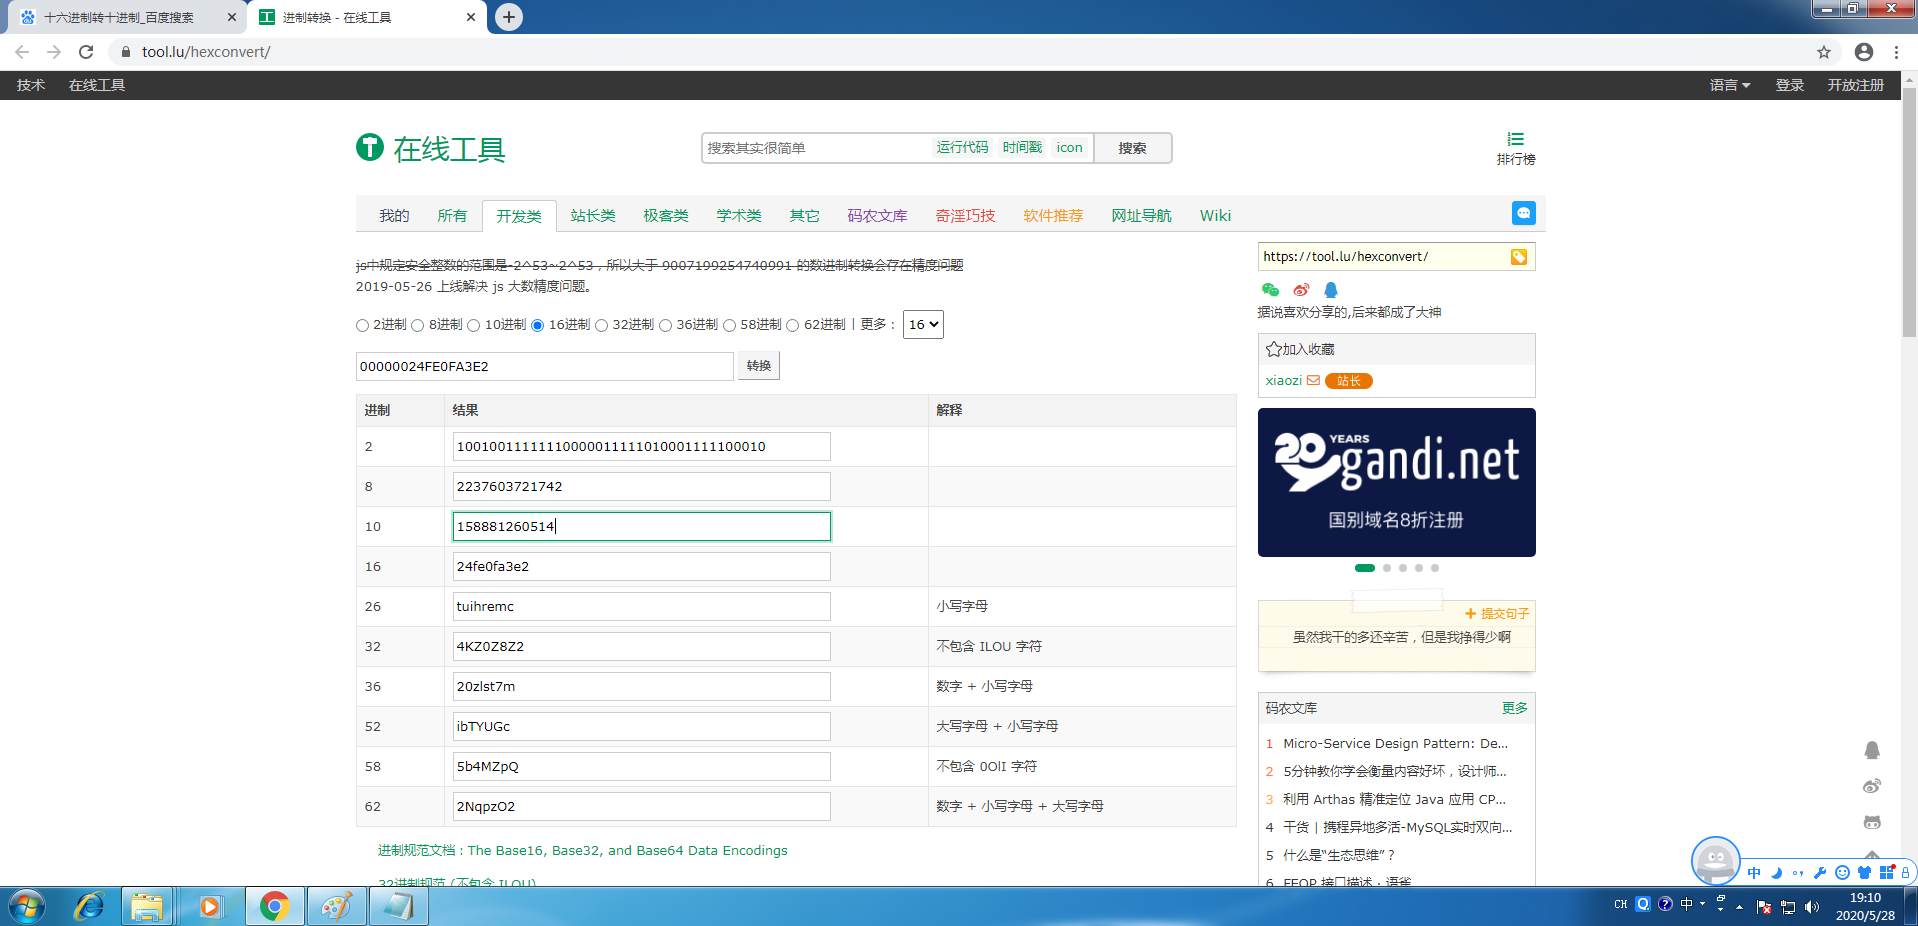 十六进制转十进制_百度搜索
进制转换 - 在线工具
tool.lu/hexconvert/
技术 在线工具 语言 登录 开放注册
在线工具
搜索其实很简单 运行代码 时间戳 icon 搜索
排行榜
我的 所有 开发类 站长类 极客类 学术类 其它 码农文库 奇淫巧技 软件推荐 网址导航 Wiki
js中规定安全整数的范围是-2^53~2^53，所以大于 9007199254740991 的数进制转换会存在精度问题
2019-05-26 上线解决 js 大数精度问题。
2进制 8进制 10进制 16进制 32进制 36进制 58进制 62进制 | 更多： 16
00000024FE0FA3E2 转换
进制 结果 解释
2 10010011111110000011111010001111100010
8 2237603721742
10 158881260514
16 24fe0fa3e2
26 tuihremc 小写字母
32 4KZ0Z8Z2 不包含 ILOU 字符
36 20zlst7m 数字 + 小写字母
52 ibTYUGc 大写字母 + 小写字母
58 5b4MZpQ 不包含 0OlI 字符
62 2NqpzO2 数字 + 小写字母 + 大写字母
进制规范文档 : The Base16, Base32, and Base64 Data Encodings
32进制规范 (不包含 ILOU)
https://tool.lu/hexconvert/
据说喜欢分享的,后来都成了大神
加入收藏
xiaozi 站长
20 YEARS gandi.net
国别域名8折注册
+ 提交句子
虽然我干的多还辛苦，但是我挣得少啊
码农文库 更多
1 Micro-Service Design Pattern: De...
2 5分钟教你学会衡量内容好坏，设计师...
3 利用 Arthas 精准定位 Java 应用 CP...
4 干货 | 携程异地多活-MySQL实时双向...
5 什么是“生态思维”？
6 FFOP 接口描述 · 语雀
中
CH 中
19:10
2020/5/28